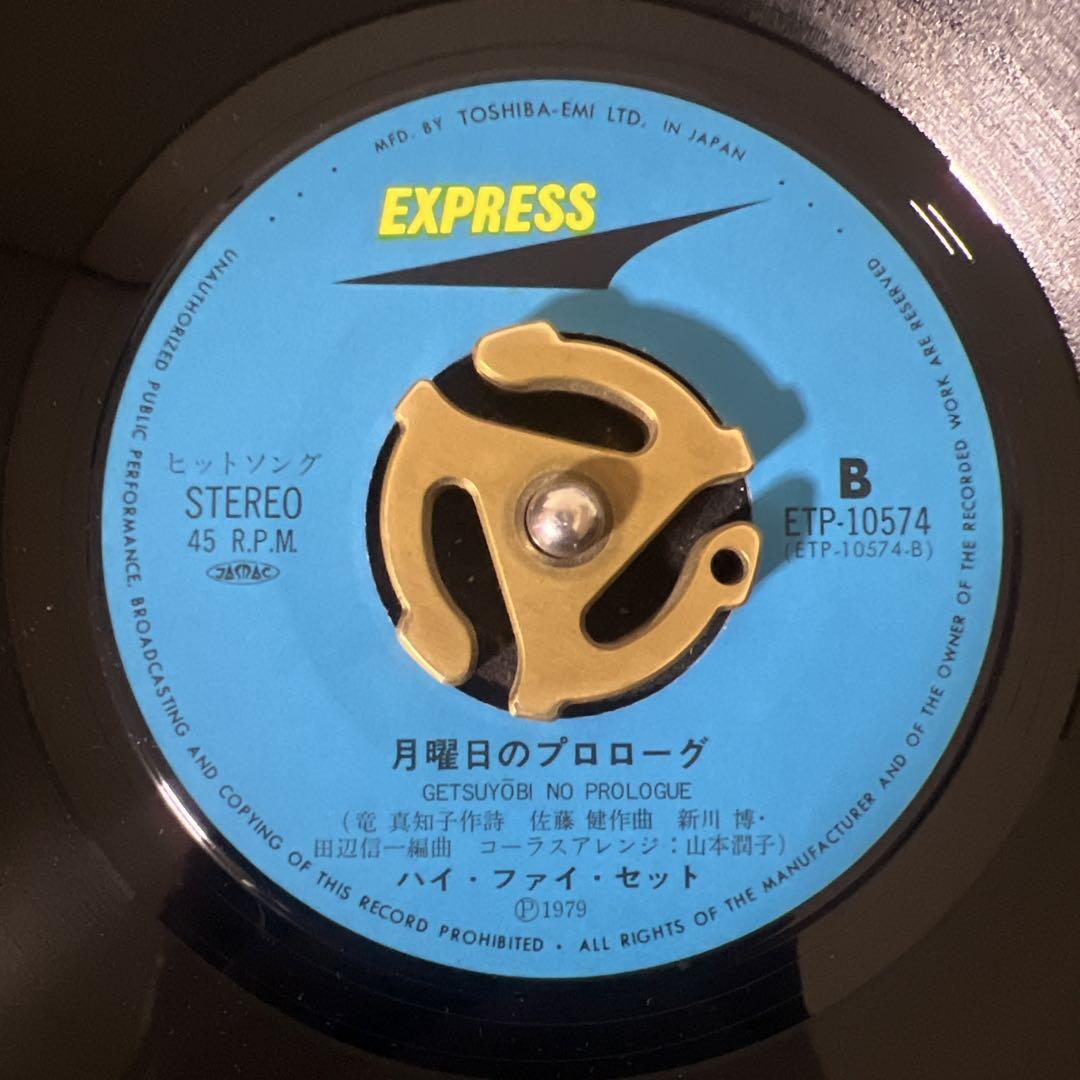 MFD. BY TOSHIBA-EMI LTD. IN JAPAN
EXPRESS
ヒットソング
STEREO
45 R.P.M.
JASRAC
B
ETP-10574
(ETP-10574-B)
月曜日のプロローグ
GETSUYŌBI NO PROLOGUE
(竜 真知子作詩 佐藤 健作曲 新川 博・
田辺信一編曲 コーラスアレンジ:山本潤子)
ハイ・ファイ・セット
Ⓟ1979
UNAUTHORIZED PUBLIC PERFORMANCE, BROADCASTING AND COPYING OF THIS RECORD PROHIBITED • ALL RIGHTS OF THE MANUFACTURER AND OF THE OWNER OF THE RECORDED WORK ARE RESERVED